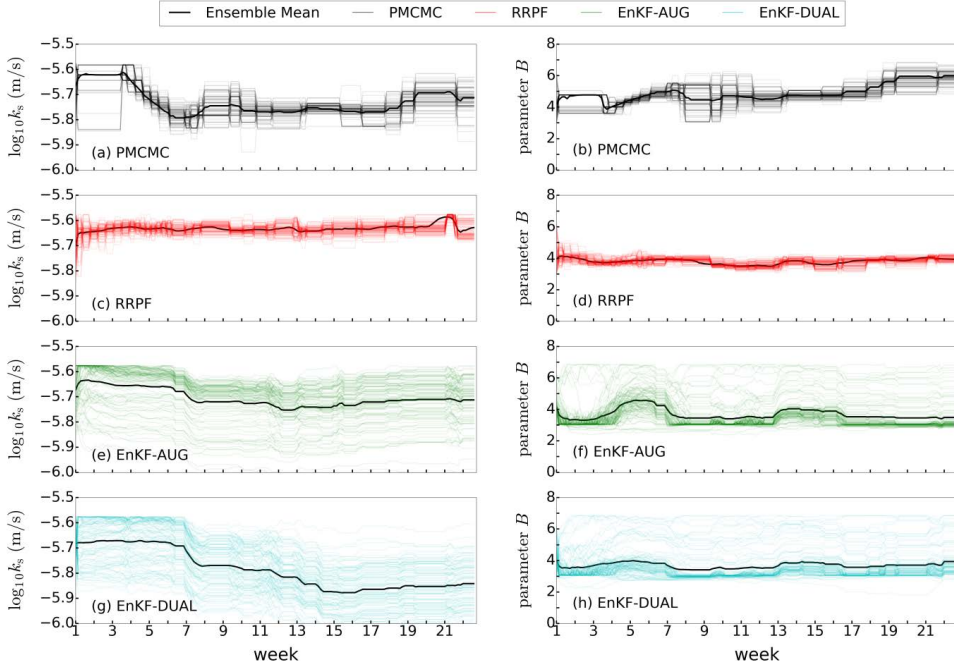 Ensemble Mean PMCMC RRPF EnKF-AUG EnKF-DUAL
−5.5
−5.6
−5.7
−5.8
−5.9
−6.0
log₁₀kₛ (m/s)
(a) PMCMC
8
6
4
2
0
parameter B
(b) PMCMC
−5.5
−5.6
−5.7
−5.8
−5.9
−6.0
log₁₀kₛ (m/s)
(c) RRPF
8
6
4
2
0
parameter B
(d) RRPF
−5.5
−5.6
−5.7
−5.8
−5.9
−6.0
log₁₀kₛ (m/s)
(e) EnKF-AUG
8
6
4
2
0
parameter B
(f) EnKF-AUG
−5.5
−5.6
−5.7
−5.8
−5.9
−6.0
log₁₀kₛ (m/s)
(g) EnKF-DUAL
1 3 5 7 9 11 13 15 17 19 21
week
8
6
4
2
0
parameter B
(h) EnKF-DUAL
1 3 5 7 9 11 13 15 17 19 21
week